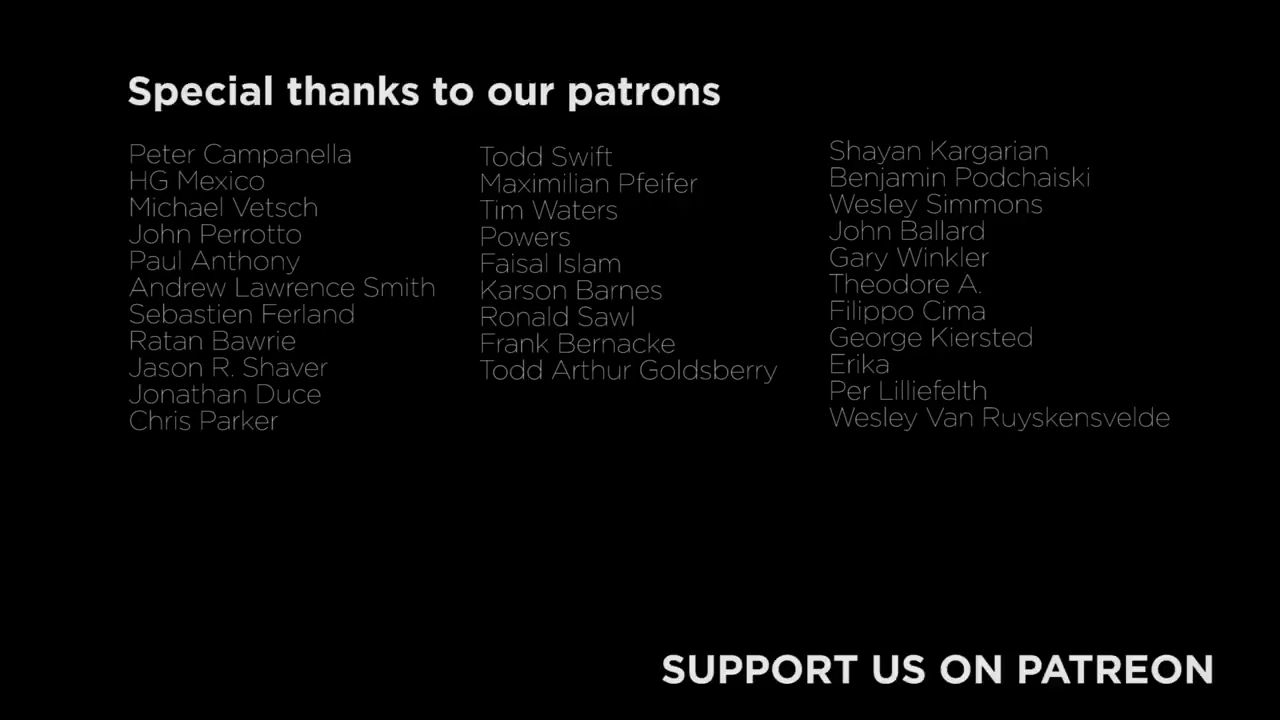 Special thanks to our patrons
Peter Campanella
HG Mexico
Michael Vetsch
John Perrotto
Paul Anthony
Andrew Lawrence Smith
Sebastien Ferland
Ratan Bawrie
Jason R. Shaver
Jonathan Duce
Chris Parker
Todd Swift
Maximilian Pfeifer
Tim Waters
Powers
Faisal Islam
Karson Barnes
Ronald Sawl
Frank Bernacke
Todd Arthur Goldsberry
Shayan Kargarian
Benjamin Podchaiski
Wesley Simmons
John Ballard
Gary Winkler
Theodore A.
Filippo Cima
George Kiersted
Erika
Per Lilliefelth
Wesley Van Ruyskensvelde
SUPPORT US ON PATREON